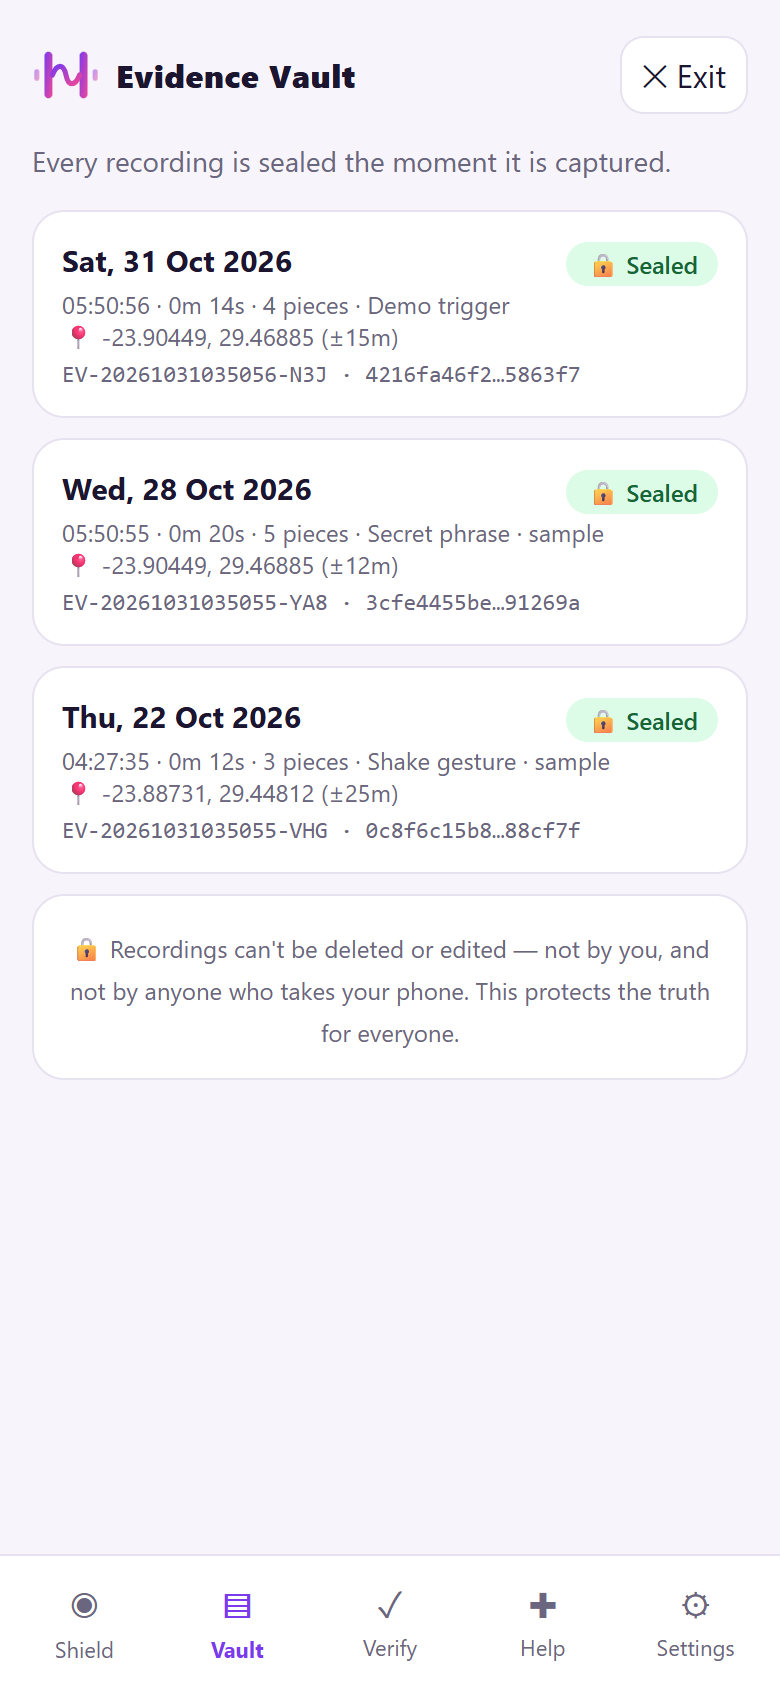 Evidence Vault
Exit
Every recording is sealed the moment it is captured.
Sat, 31 Oct 2026
Sealed
05:50:56 · 0m 14s · 4 pieces · Demo trigger
-23.90449, 29.46885 (±15m)
EV-20261031035056-N3J · 4216fa46f2…5863f7
Wed, 28 Oct 2026
Sealed
05:50:55 · 0m 20s · 5 pieces · Secret phrase · sample
-23.90449, 29.46885 (±12m)
EV-20261031035055-YA8 · 3cfe4455be…91269a
Thu, 22 Oct 2026
Sealed
04:27:35 · 0m 12s · 3 pieces · Shake gesture · sample
-23.88731, 29.44812 (±25m)
EV-20261031035055-VHG · 0c8f6c15b8…88cf7f
Recordings can't be deleted or edited — not by you, and
not by anyone who takes your phone. This protects the truth
for everyone.
Shield
Vault
Verify
Help
Settings